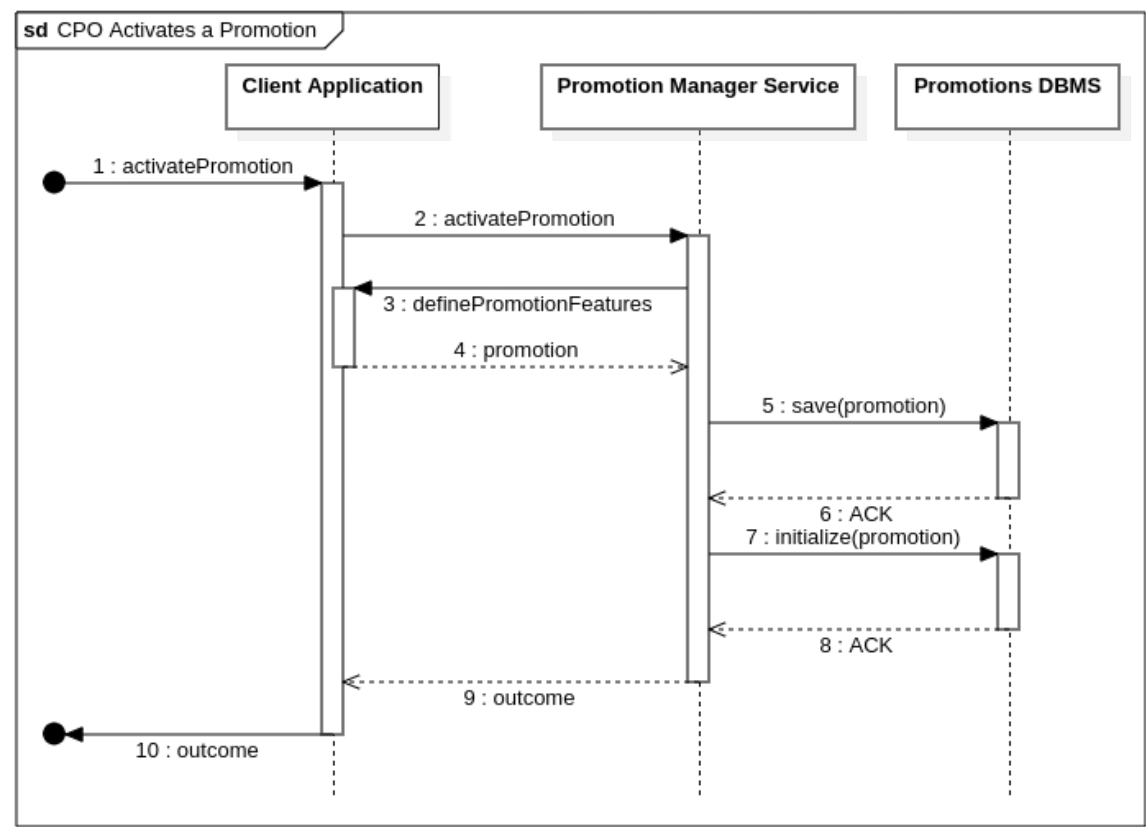 sd CPO Activates a Promotion
Client Application
Promotion Manager Service
Promotions DBMS
1 : activatePromotion
2 : activatePromotion
3 : definePromotionFeatures
4 : promotion
5 : save(promotion)
6 : ACK
7 : initialize(promotion)
8 : ACK
9 : outcome
10 : outcome